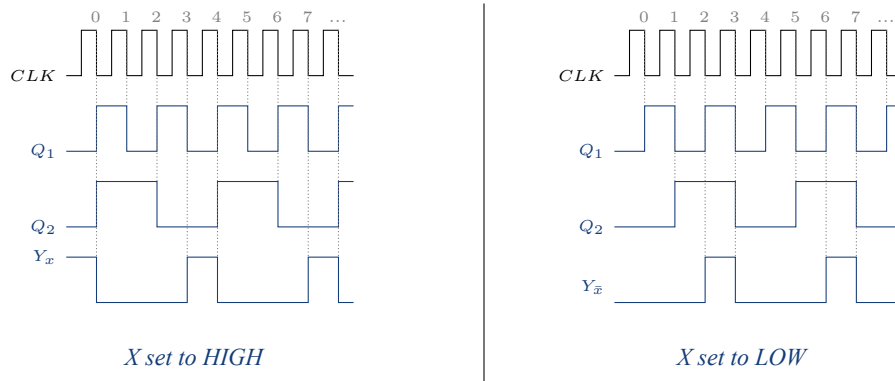 0 1 2 3 4 5 6 7 ...
CLK
Q₁
Q₂
Yₓ
X set to HIGH
0 1 2 3 4 5 6 7 ...
CLK
Q₁
Q₂
Y_x̄
X set to LOW